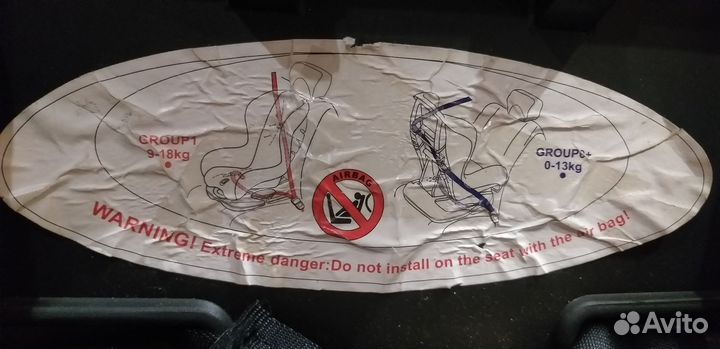 GROUP1
9-18kg
GROUP0+
0-13kg
AIRBAG
WARNING! Extreme danger:Do not install on the seat with the air bag!
Avito